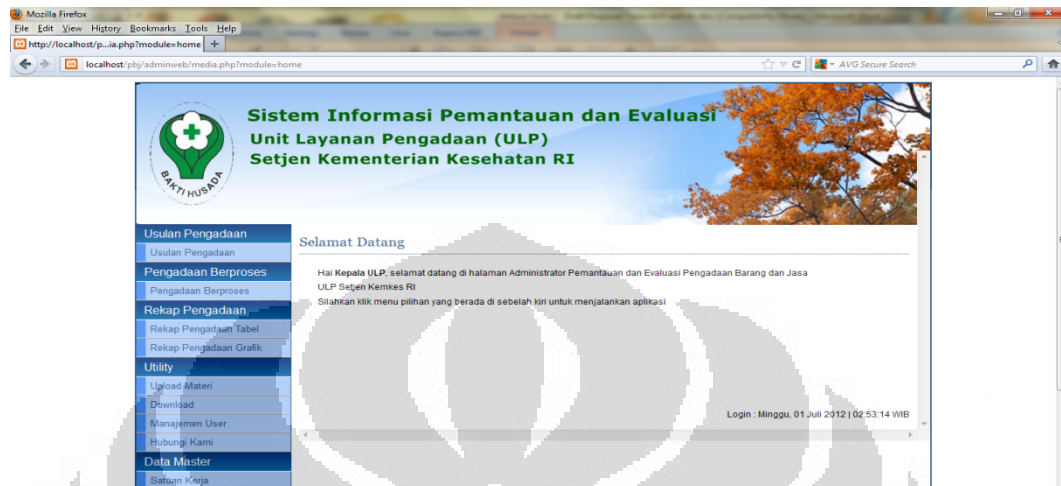 Mozilla Firefox
File Edit View History Bookmarks Tools Help
http://localhost/p...ia.php?module=home
localhost/pbj/adminweb/media.php?module=home
AVG Secure Search
Sistem Informasi Pemantauan dan Evaluasi
Unit Layanan Pengadaan (ULP)
Setjen Kementerian Kesehatan RI
BAKTI HUSADA
Usulan Pengadaan
Usulan Pengadaan
Pengadaan Berproses
Pengadaan Berproses
Rekap Pengadaan
Rekap Pengadaan Tabel
Rekap Pengadaan Grafik
Utility
Upload Materi
Download
Manajemen User
Hubungi Kami
Data Master
Satuan Kerja
Selamat Datang
Hai Kepala ULP, selamat datang di halaman Administrator Pemantauan dan Evaluasi Pengadaan Barang dan Jasa
ULP Setjen Kemkes RI
Silahkan klik menu pilihan yang berada di sebelah kiri untuk menjalankan aplikasi
Login : Minggu, 01 Juli 2012 | 02:53:14 WIB